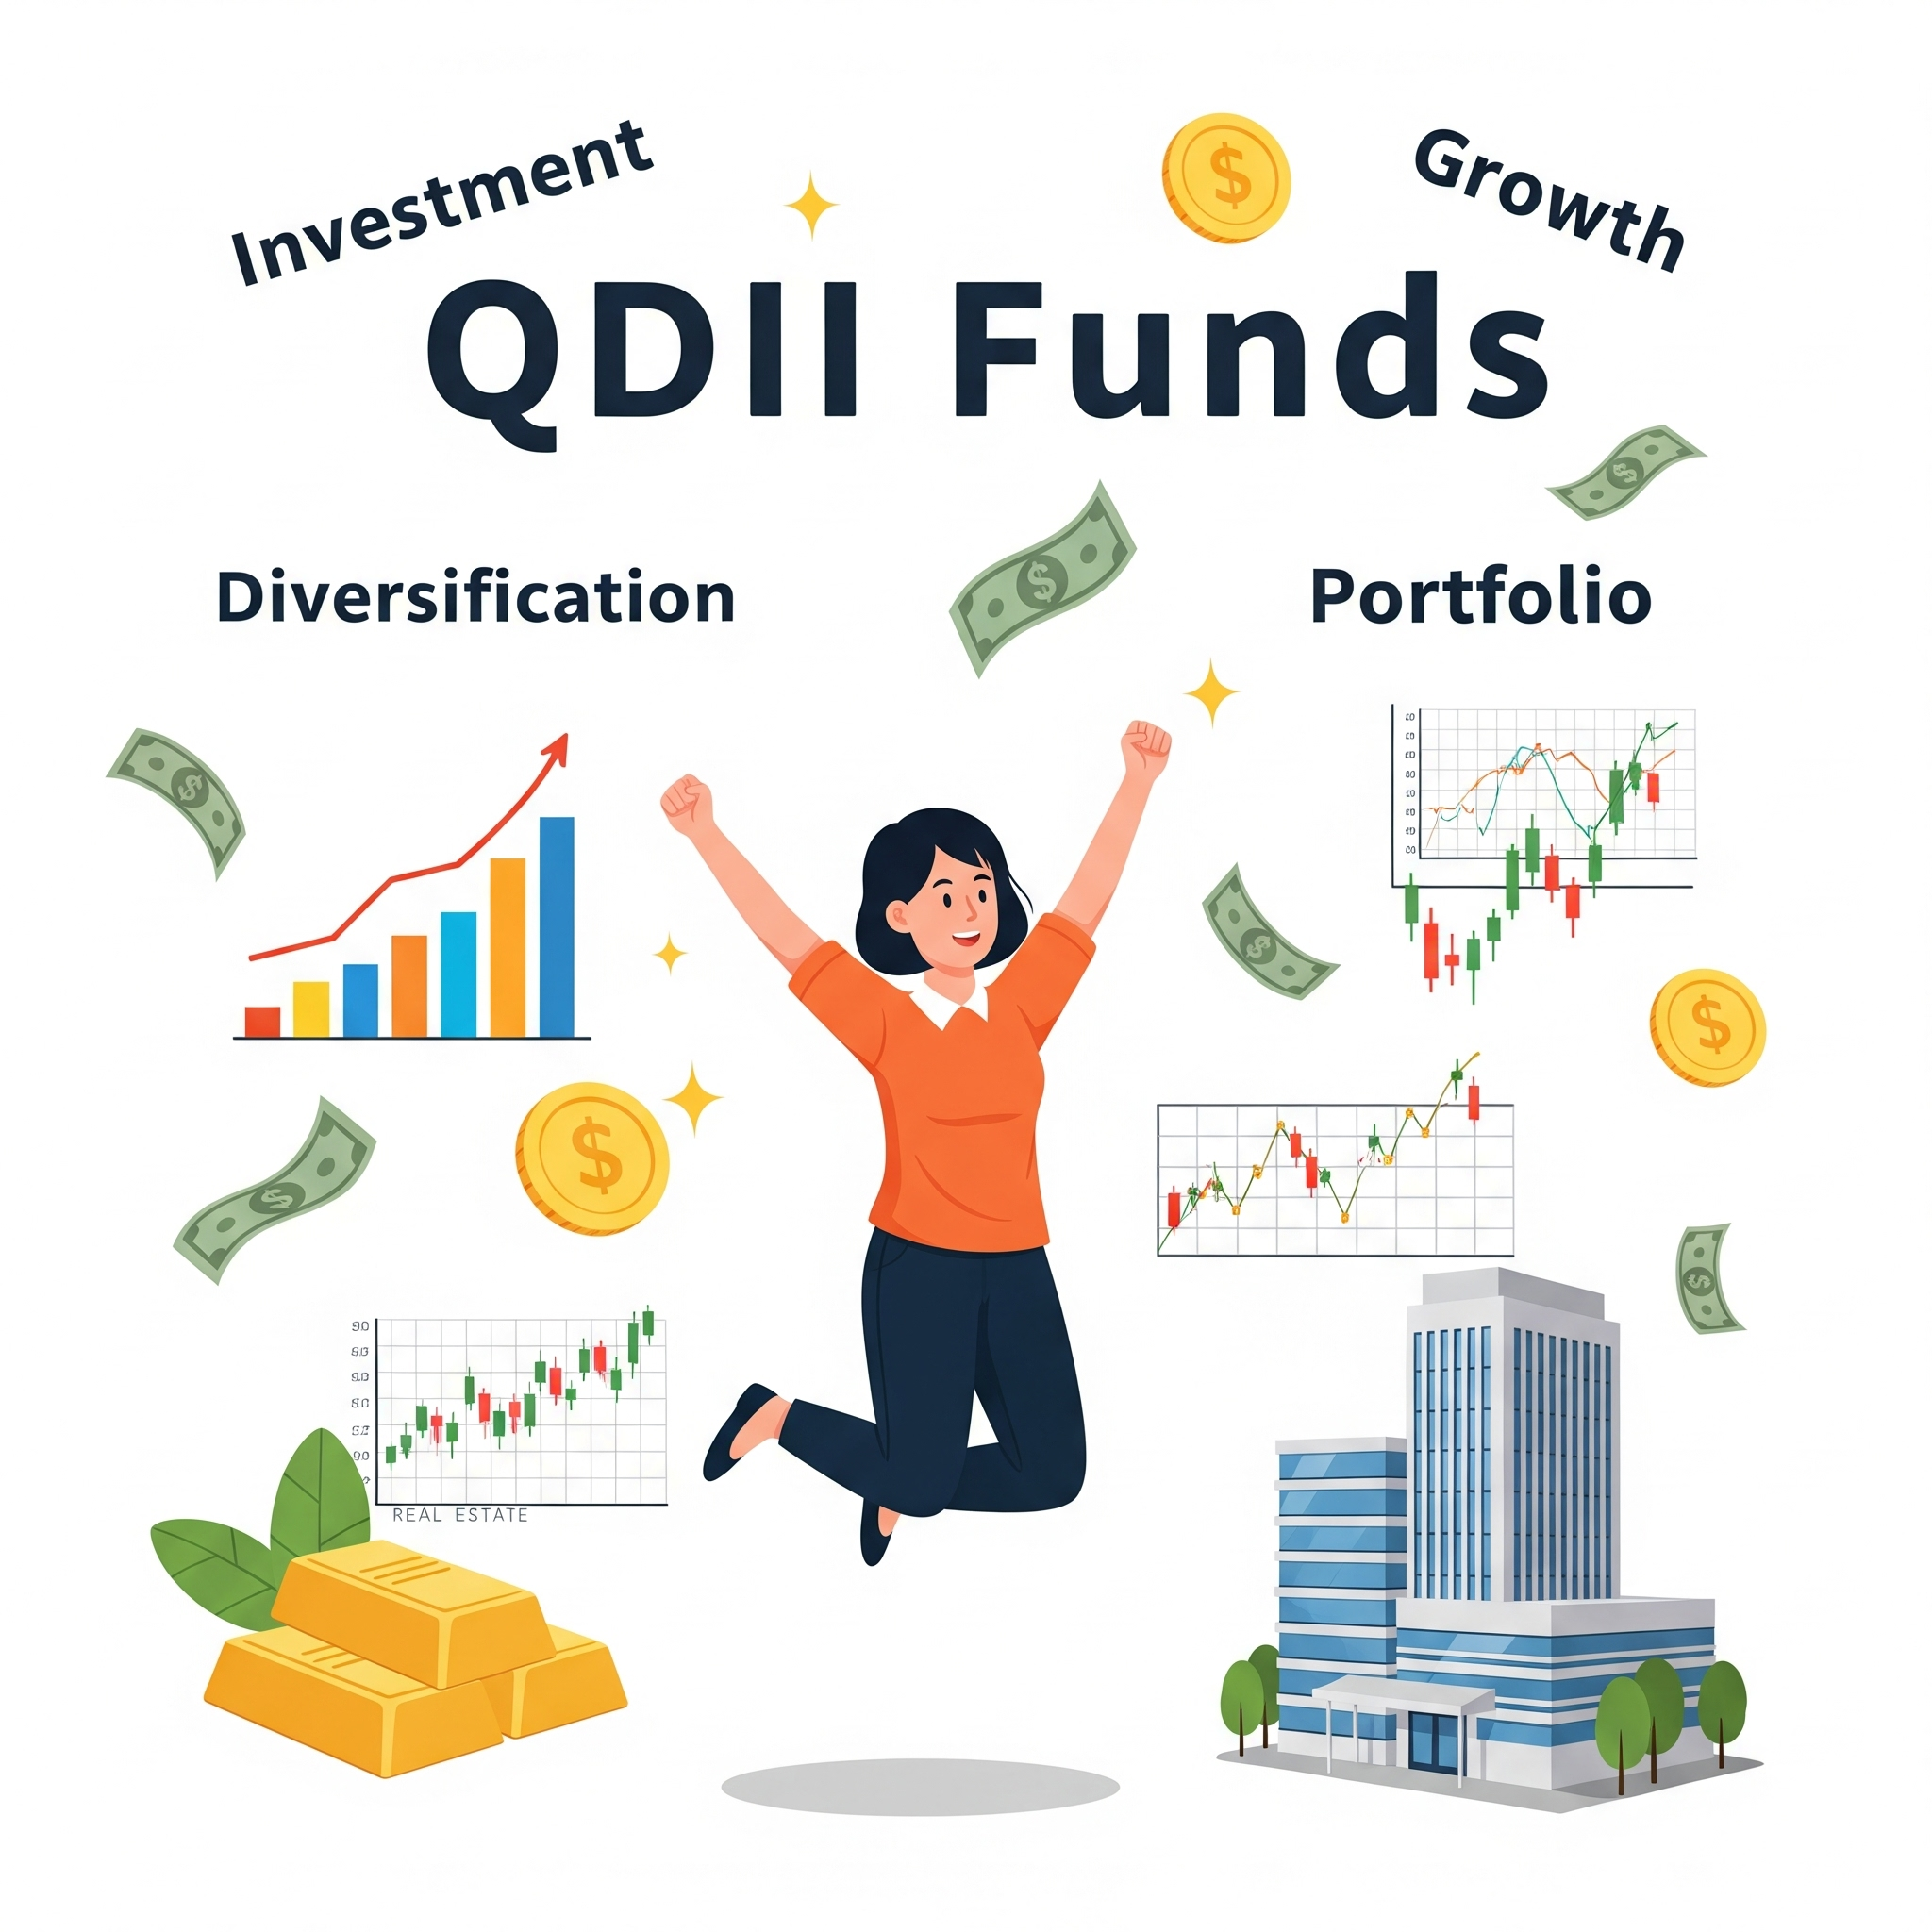 Investment
Growth
QDII Funds
Diversification
Portfolio
REAL ESTATE